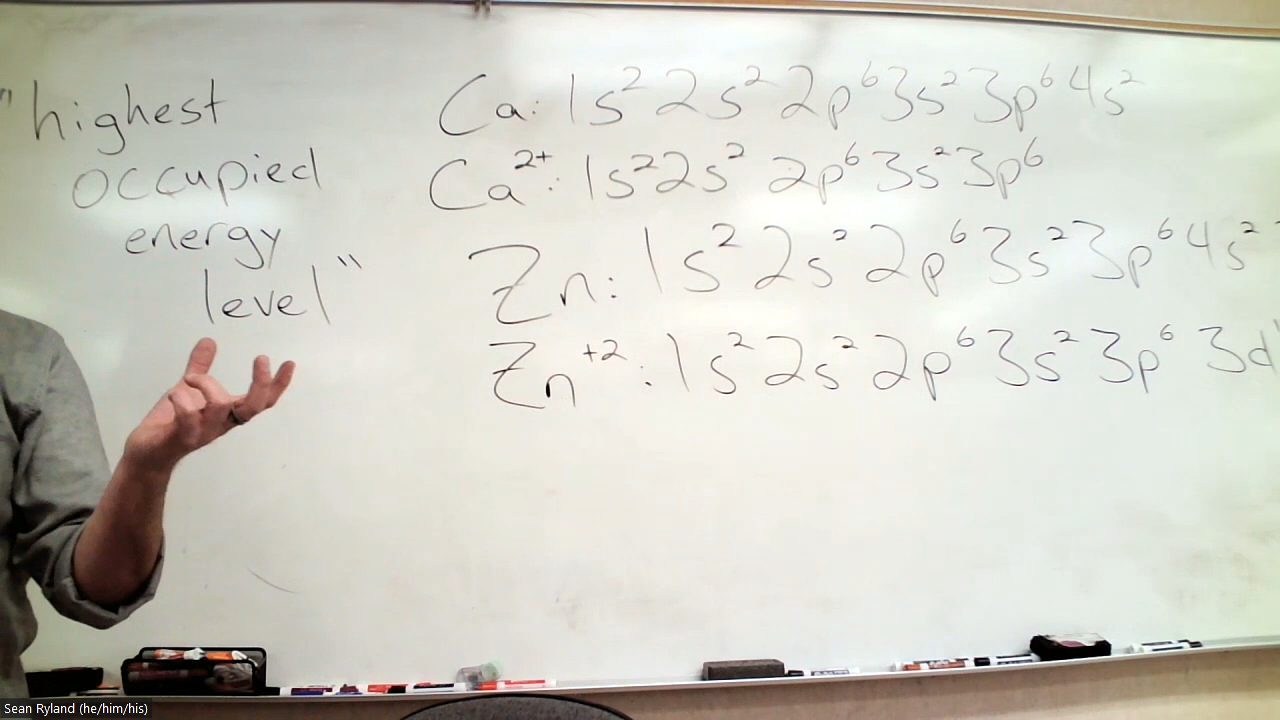 "highest
occupied
energy
level"
Ca: 1s² 2s² 2p⁶ 3s² 3p⁶ 4s²
Ca²⁺: 1s² 2s² 2p⁶ 3s² 3p⁶
Zn: 1s² 2s² 2p⁶ 3s² 3p⁶ 4s²
Zn⁺²: 1s² 2s² 2p⁶ 3s² 3p⁶ 3d
Sean Ryland (he/him/his)